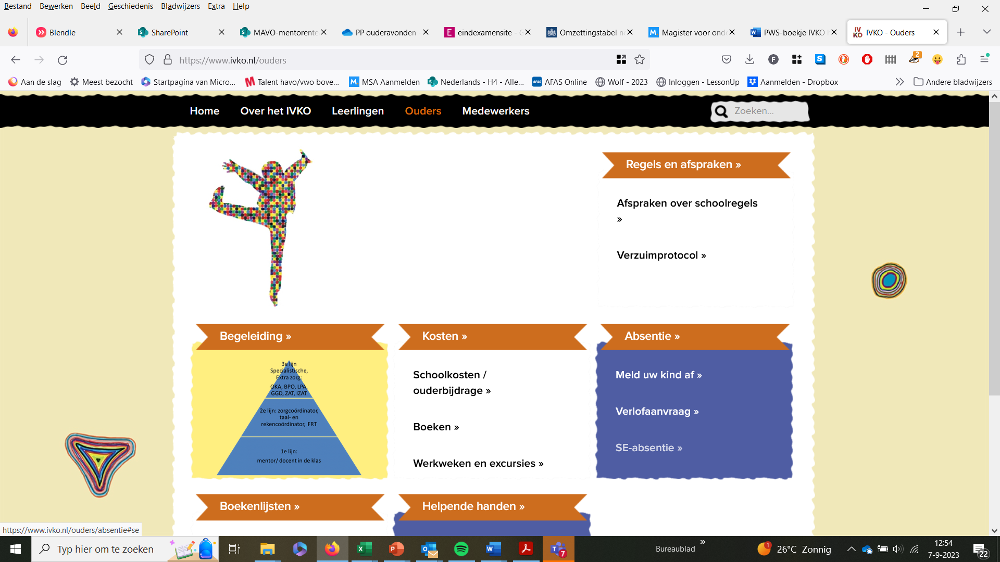 Bestand Bewerken Beeld Geschiedenis Bladwijzers Extra Help
Blendle SharePoint MAVO-mentorente PP ouderavonden - eindexamensite - G Omzettingstabel n Magister voor onde PWS-boekje IVKO IVKO - Ouders
https://www.ivko.nl/ouders
2
Aan de slag Meest bezocht Startpagina van Micro... Talent havo/vwo bove... MSA Aanmelden Nederlands - H4 - Alle... AFAS Online Wolf - 2023 Inloggen - LessonUp Aanmelden - Dropbox Andere bladwijzers
Home Over het IVKO Leerlingen Ouders Medewerkers Zoeken...
Regels en afspraken »
Afspraken over schoolregels
»
Verzuimprotocol »
Begeleiding »
3e lijn
Specialistische,
Extra zorg:
OKA, BPO, LPA,
GGD, ZAT, IZAT
2e lijn: zorgcoördinator,
taal- en
rekencoördinator, FRT
1e lijn:
mentor/ docent in de klas
Kosten »
Schoolkosten /
ouderbijdrage »
Boeken »
Werkweken en excursies »
Absentie »
Meld uw kind af »
Verlofaanvraag »
SE-absentie »
Boekenlijsten »
Helpende handen »
https://www.ivko.nl/ouders/absentie#se
Typ hier om te zoeken
7
Bureaublad »
1
26°C Zonnig
12:54
7-9-2023
22